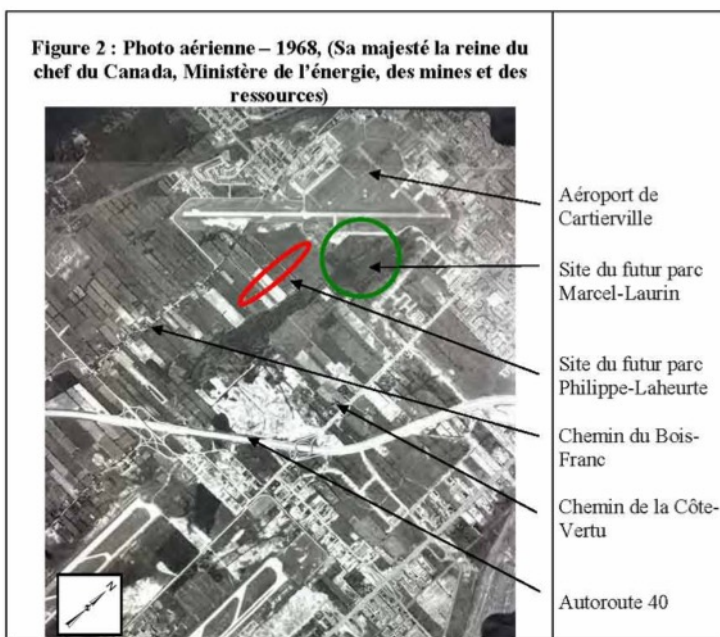 Figure 2 : Photo aérienne – 1968, (Sa majesté la reine du
chef du Canada, Ministère de l'énergie, des mines et des
ressources)
Aéroport de
Cartierville
Site du futur parc
Marcel-Laurin
Site du futur parc
Philippe-Laheurte
Chemin du Bois-
Franc
Chemin de la Côte-
Vertu
Autoroute 40
N